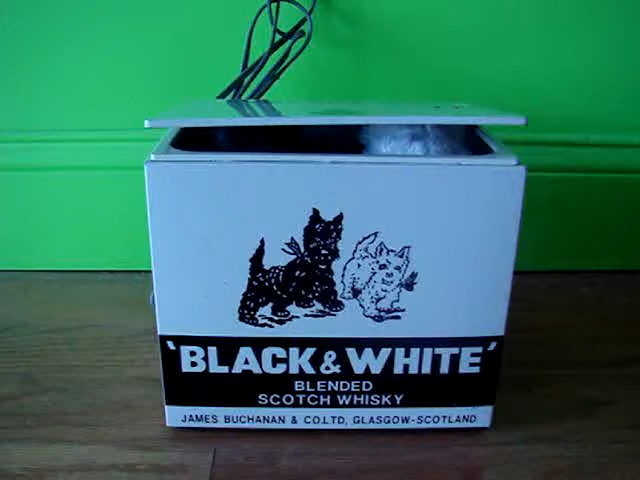 'BLACK & WHITE'
BLENDED
SCOTCH WHISKY
JAMES BUCHANAN & CO.LTD, GLASGOW-SCOTLAND